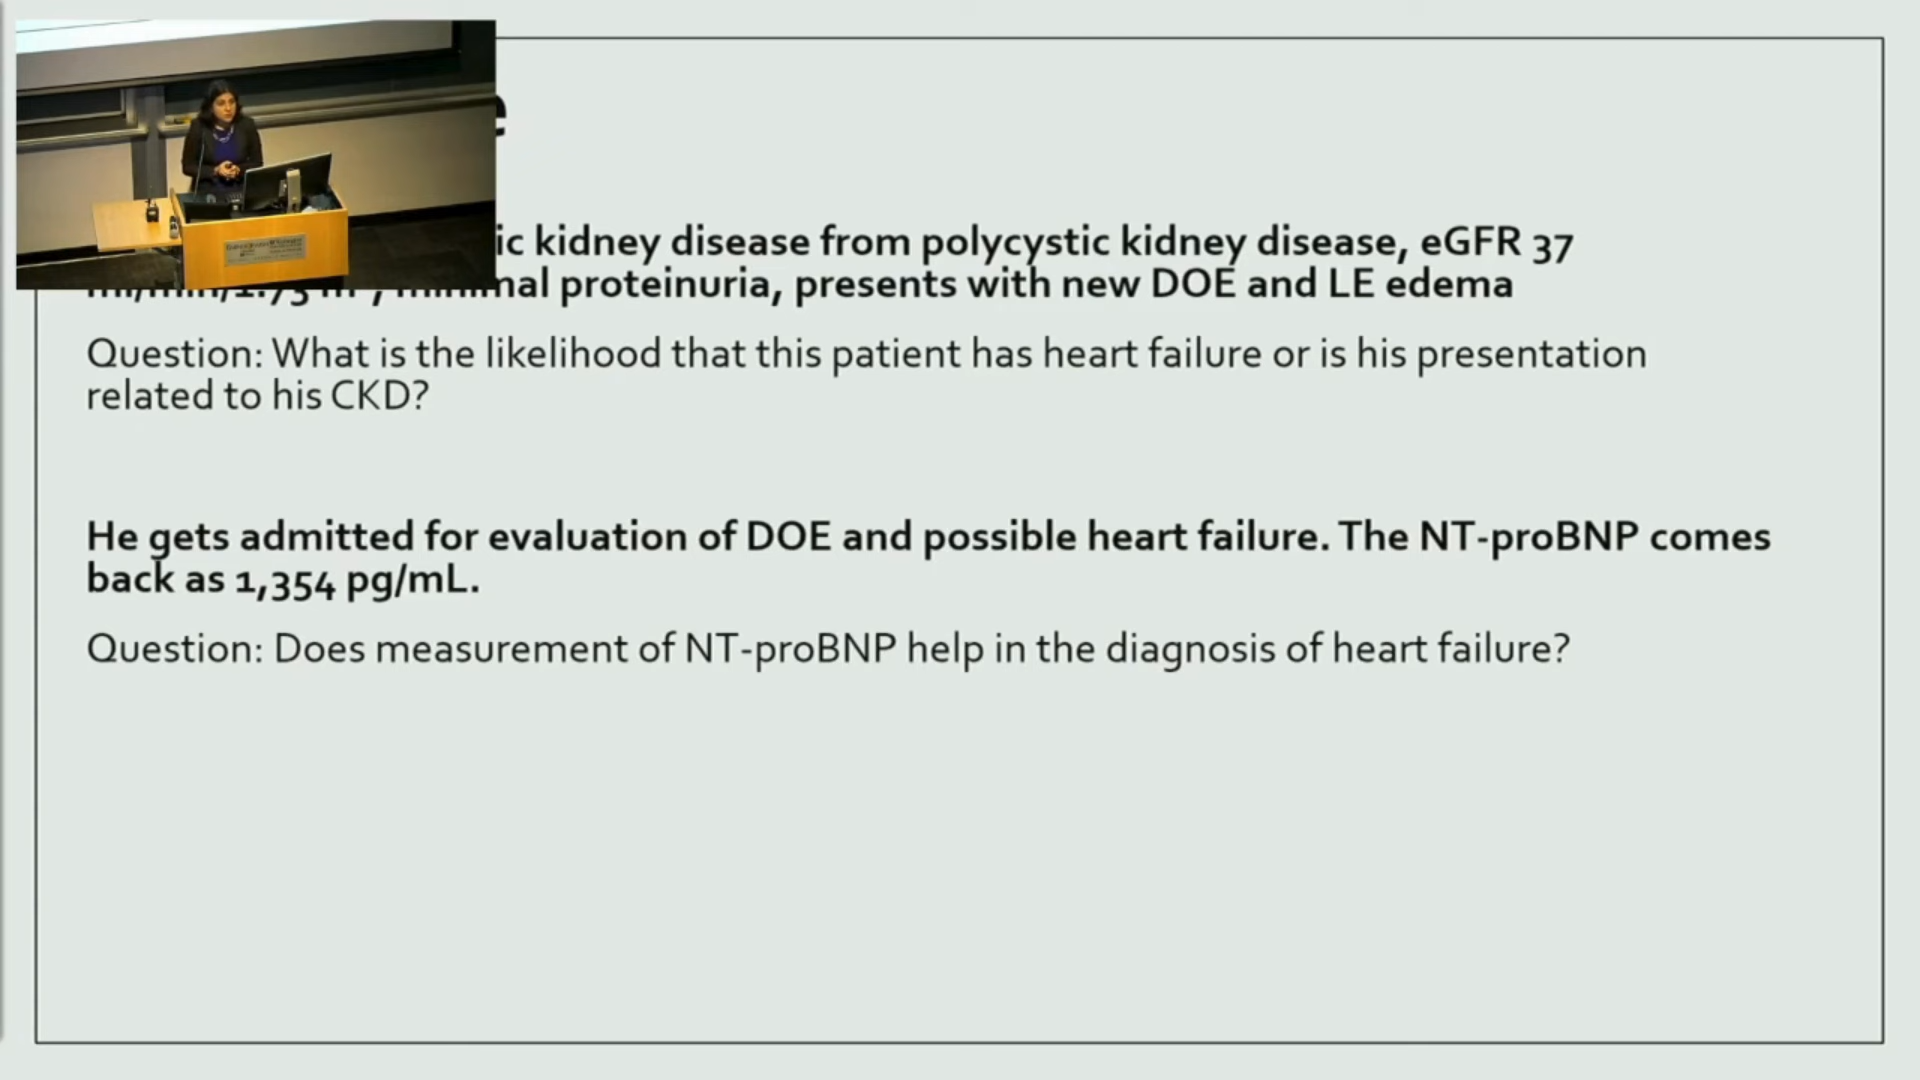 kidney disease from polycystic kidney disease, eGFR 37
proteinuria, presents with new DOE and LE edema
Question: What is the likelihood that this patient has heart failure or is his presentation
related to his CKD?
He gets admitted for evaluation of DOE and possible heart failure. The NT-proBNP comes
back as 1,354 pg/mL.
Question: Does measurement of NT-proBNP help in the diagnosis of heart failure?